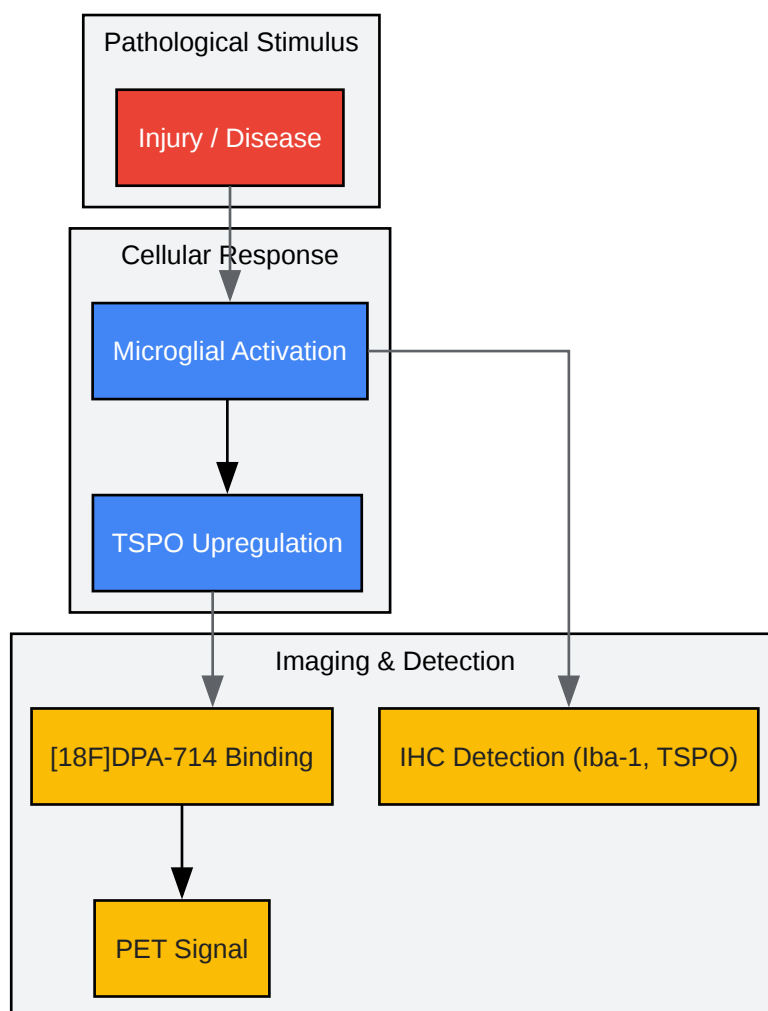 Pathological Stimulus
Injury / Disease
Cellular Response
Microglial Activation
TSPO Upregulation
Imaging & Detection
[18F]DPA-714 Binding
IHC Detection (Iba-1, TSPO)
PET Signal